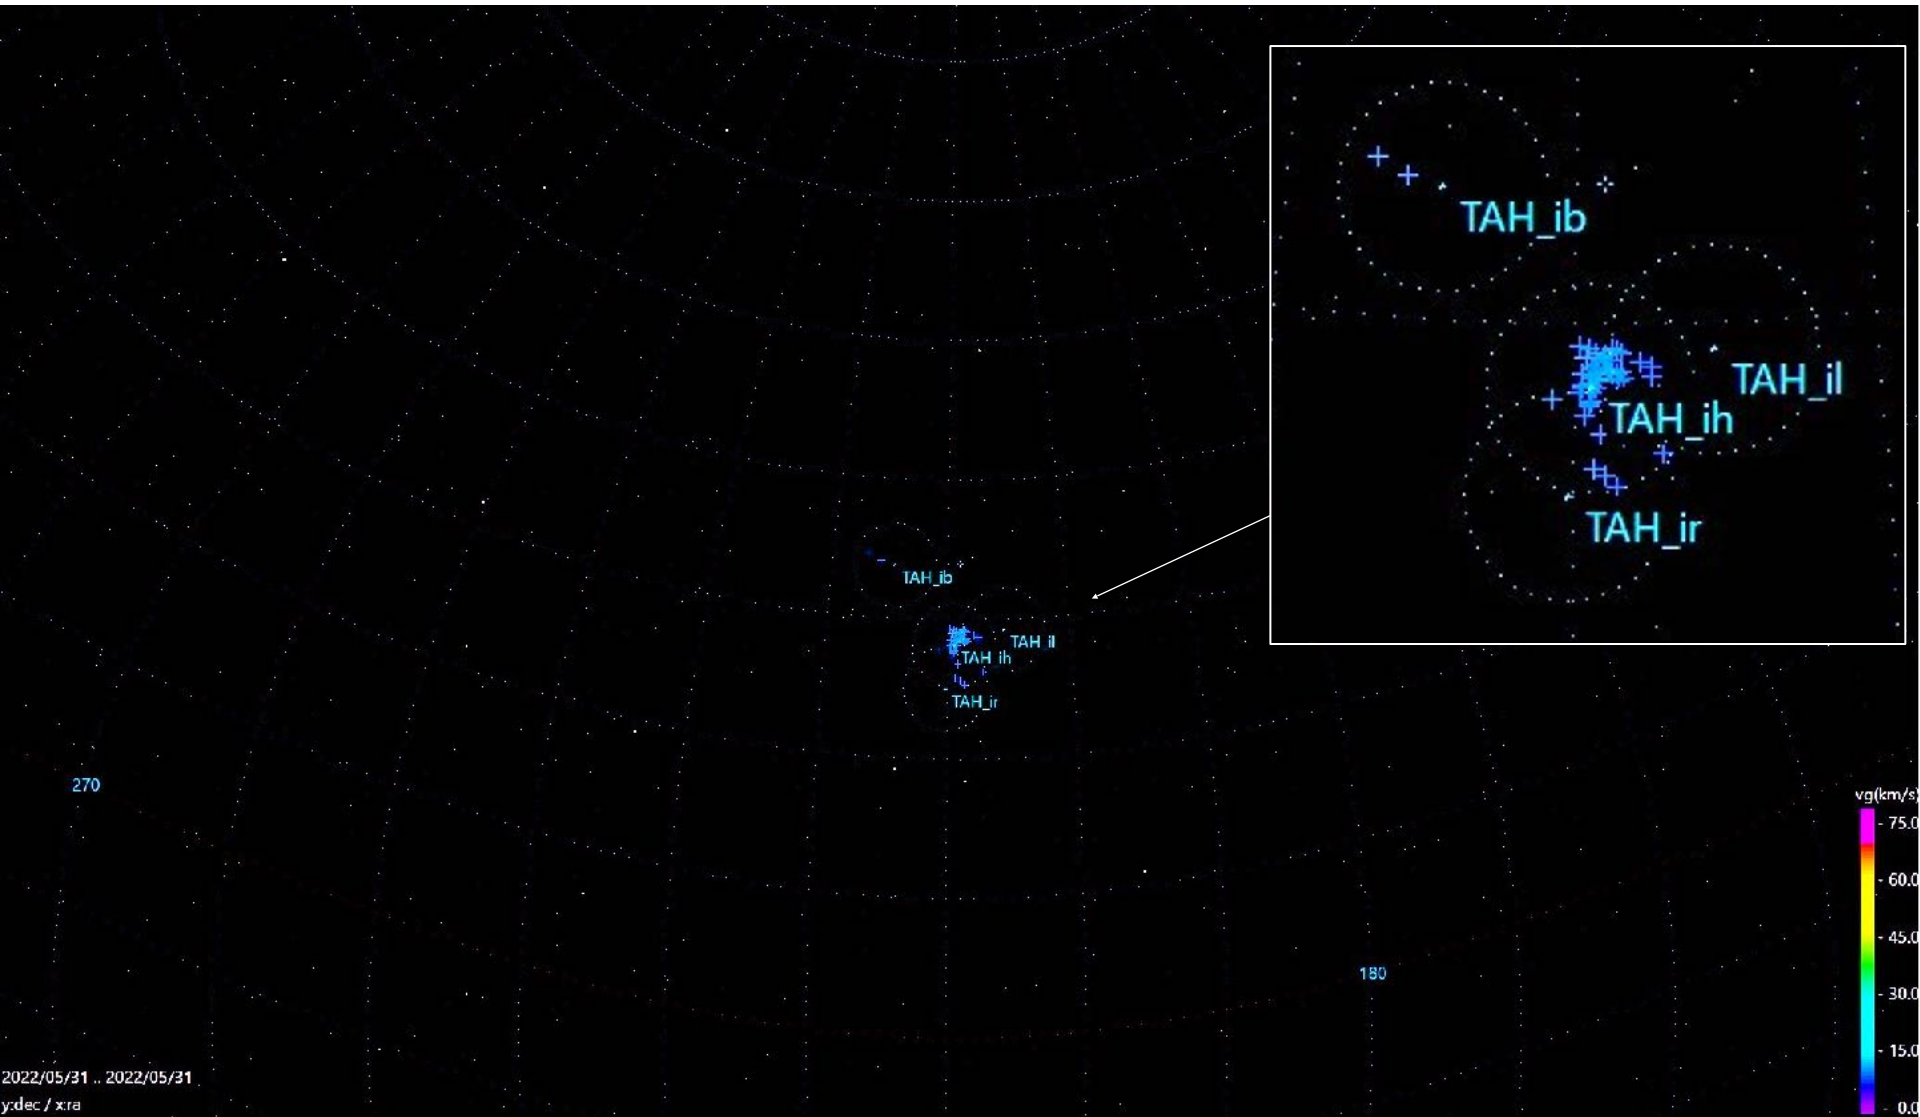 TAH_ib
TAH_il
TAH_ih
TAH_ir
TAH_ib
TAH_il
TAH_ih
TAH_ir
270
180
vg(km/s)
- 75.0
- 60.0
- 45.0
- 30.0
- 15.0
- 0.0
2022/05/31 .. 2022/05/31
y:dec / x:ra